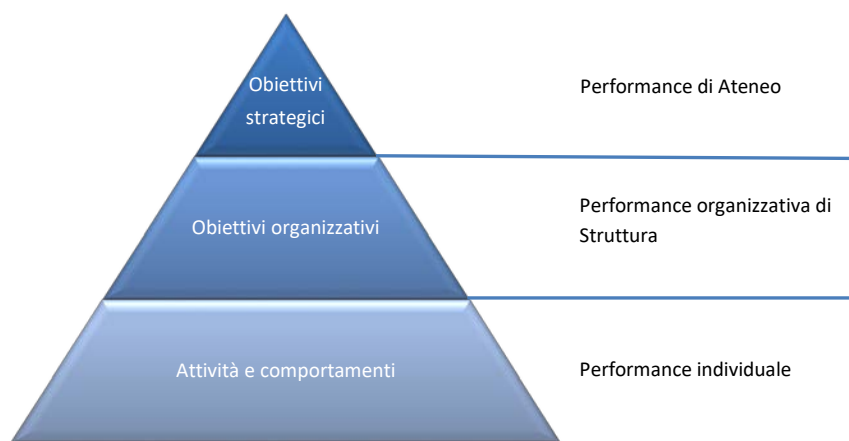 Obiettivi
strategici
Performance di Ateneo
Obiettivi organizzativi
Performance organizzativa di
Struttura
Attività e comportamenti
Performance individuale